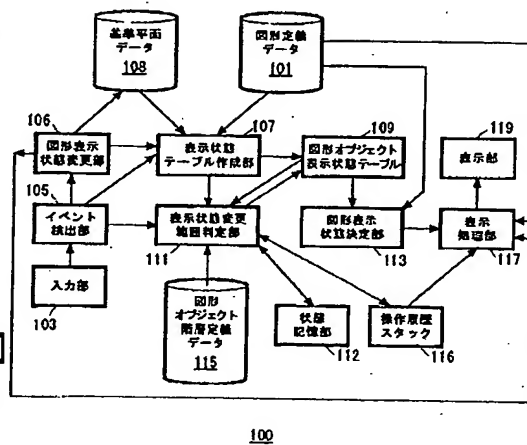 基準平面
データ
108
図形定義
データ
101
106
図形表示
状態変更部
107
表示状態
テーブル作成部
109
図形オブジェクト
表示状態テーブル
119
表示部
105
イベント
検出部
表示状態変更
範囲判定部
111
図形表示
状態決定部
113
表示
処理部
117
入力部
103
図形
オブジェクト
階層定義
データ
115
状態
記憶部
112
操作履歴
スタック
116
100